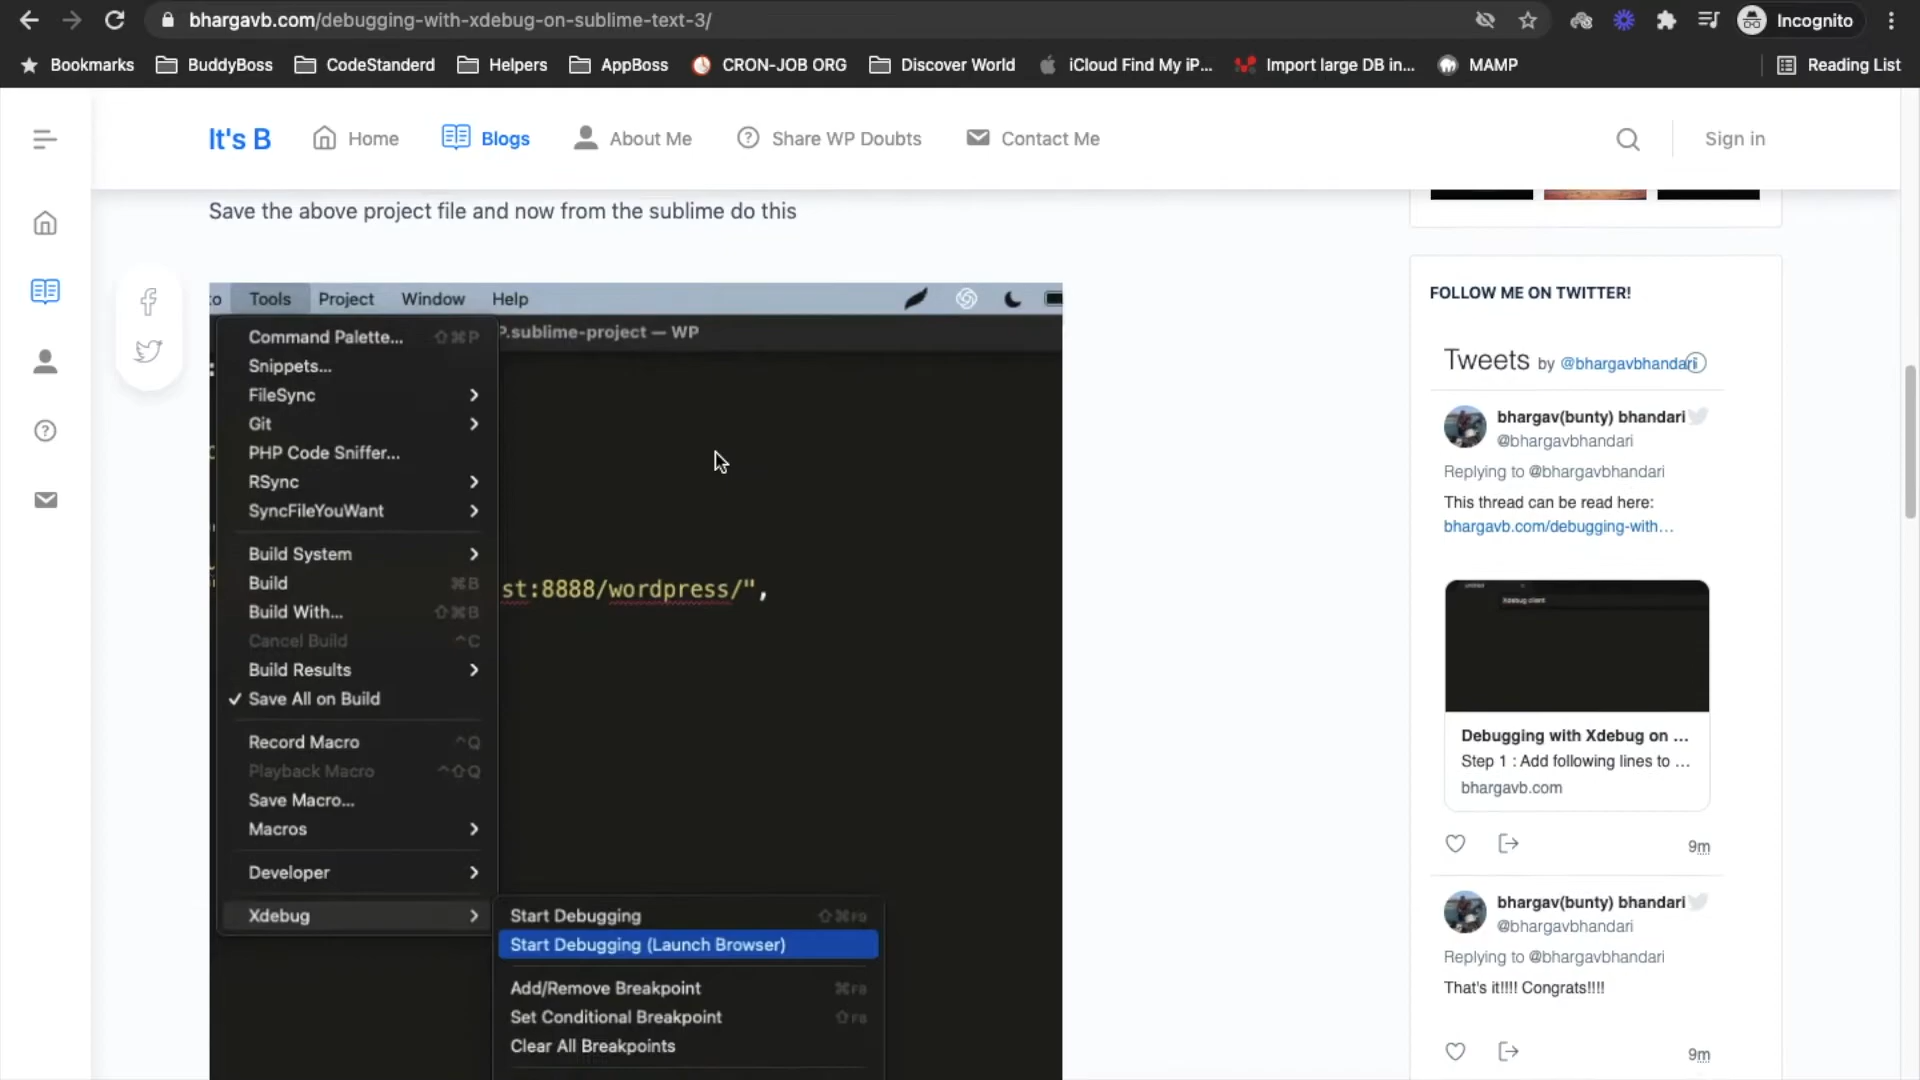 bhargavb.com/debugging-with-xdebug-on-sublime-text-3/
Incognito
Bookmarks BuddyBoss CodeStanderd Helpers AppBoss CRON-JOB ORG Discover World iCloud Find My iP... Import large DB in... MAMP Reading List
It's B Home Blogs About Me Share WP Doubts Contact Me Sign in
Save the above project file and now from the sublime do this
to Tools Project Window Help
P.sublime-project — WP
Command Palette... ⇧⌘P
Snippets...
FileSync
Git
PHP Code Sniffer...
RSync
SyncFileYouWant
Build System
Build ⌘B
Build With... ⇧⌘B
Cancel Build ^C
Build Results
✓ Save All on Build
Record Macro ^Q
Playback Macro ^⇧Q
Save Macro...
Macros
Developer
Xdebug
st:8888/wordpress/",
Start Debugging ⇧⌘F9
Start Debugging (Launch Browser)
Add/Remove Breakpoint ⌘F8
Set Conditional Breakpoint ⇧F8
Clear All Breakpoints
FOLLOW ME ON TWITTER!
Tweets by @bhargavbhandari
bhargav(bunty) bhandari
@bhargavbhandari
Replying to @bhargavbhandari
This thread can be read here:
bhargavb.com/debugging-with...
Xdebug client
Debugging with Xdebug on ...
Step 1 : Add following lines to ...
bhargavb.com
9m
bhargav(bunty) bhandari
@bhargavbhandari
Replying to @bhargavbhandari
That's it!!!! Congrats!!!!
9m